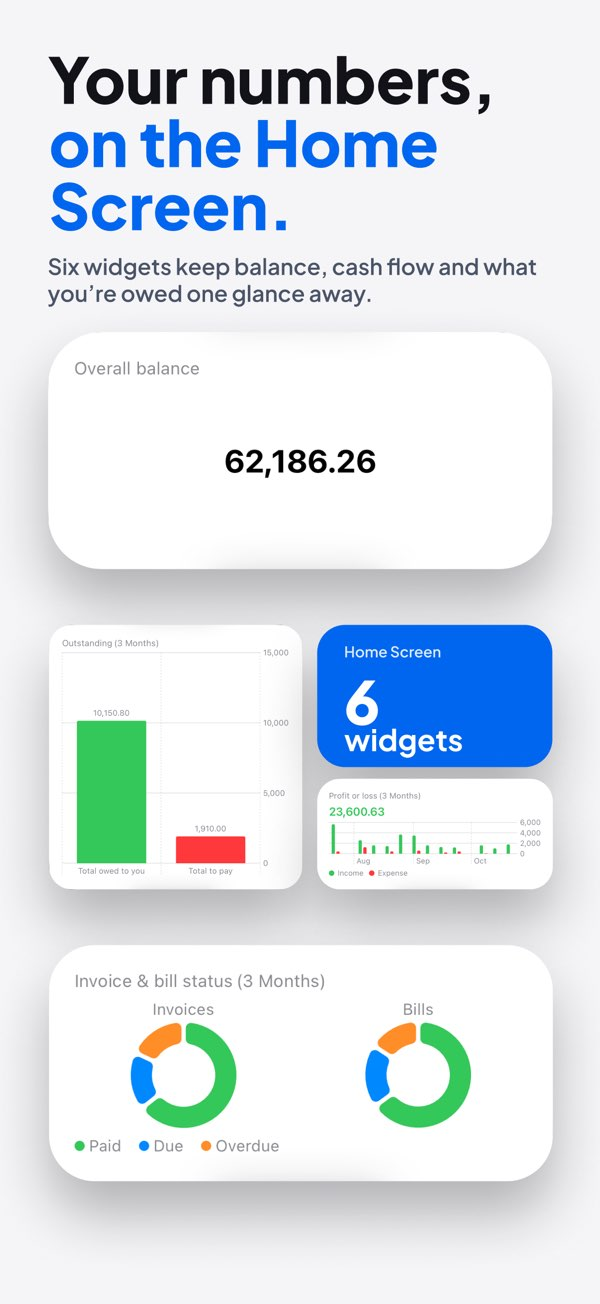 Your numbers,
on the Home
Screen.
Six widgets keep balance, cash flow and what
you’re owed one glance away.
Overall balance
62,186.26
Outstanding (3 Months)
15,000
10,150.80
10,000
5,000
1,910.00
0
Total owed to you
Total to pay
Home Screen
6
widgets
Profit or loss (3 Months)
23,600.63
6,000
4,000
2,000
0
Aug
Sep
Oct
Income
Expense
Invoice & bill status (3 Months)
Invoices
Bills
Paid
Due
Overdue